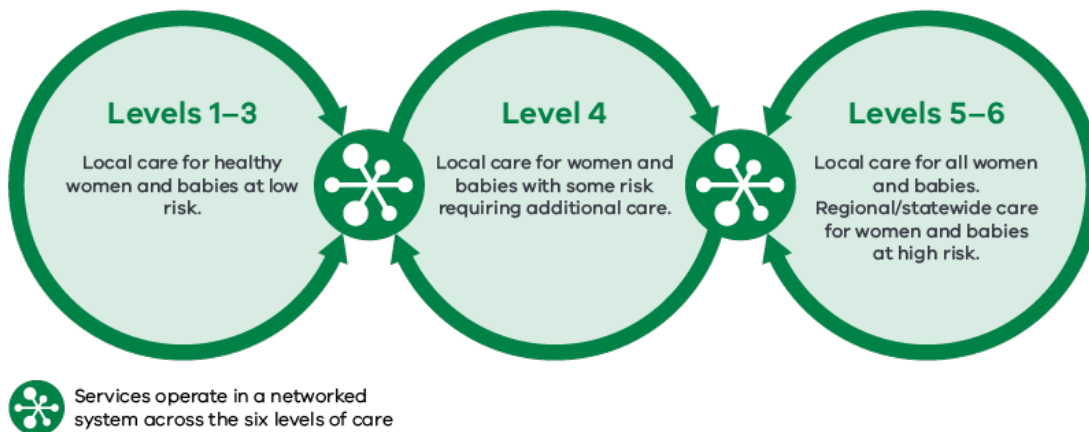 Levels 1–3
Local care for healthy
women and babies at low
risk.
Level 4
Local care for women and
babies with some risk
requiring additional care.
Levels 5–6
Local care for all women
and babies.
Regional/statewide care
for women and babies
at high risk.
Services operate in a networked
system across the six levels of care